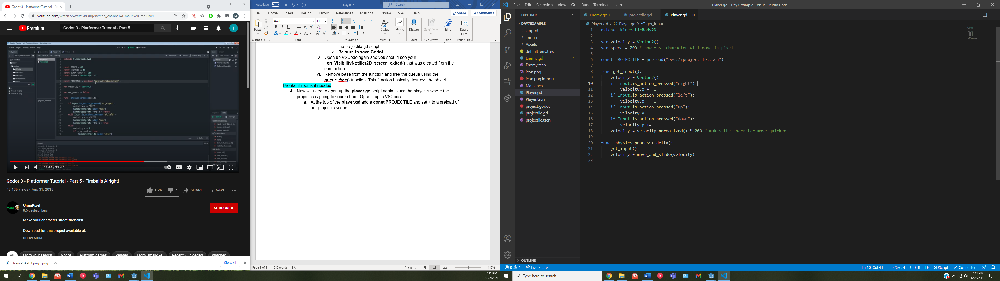 Godot 3 - Platformer Tutorial - P
youtube.com/watch?v=wRcGbQBq28c&ab_channel=UmaiPixelUmaiPixel
M
Premium
Godot 3 - Platformer Tutorial - Part 5
I
Godot Engine - My Platform Game - StageOne.tscn
Scene Project Debug Editor Help
2D 3D Script AssetLib
extends KinematicBody2D
const SPEED = 60
const GRAVITY = 10
const JUMP_POWER = -250
const FLOOR = Vector2(0, -1)
const FIREBALL = preload("res://Fireball.tscn")
var velocity = Vector2()
var on_ground = false
func _physics_process(delta):
if Input.is_action_pressed("ui_right"):
velocity.x = SPEED
$AnimatedSprite.play("run")
$AnimatedSprite.flip_h = false
elif Input.is_action_pressed("ui_left"):
velocity.x = -SPEED
$AnimatedSprite.play("run")
$AnimatedSprite.flip_h = true
else:
velocity.x = 0
if on_ground == true:
$AnimatedSprite.play("idle")
11:44 / 19:47
CC
Godot 3 - Platformer Tutorial - Part 5 - Fireballs Alright!
48,439 views • Aug 31, 2018
1.2K 6 SHARE SAVE
UmaiPixel
8.5K subscribers
SUBSCRIBE
Make your character shoot fireballs!
Download for this project available at:
SHOW MORE
All From your search Godot Platform games Related From UmaiPixel Recently uploaded Watched
New Piskel-1.png....png
Show all
AutoSave Off
Day 8
Search
File Home Insert Design Layout References Mailings Review View Help Share Comments
Arial 11
Paste
Styles Editing Dictate Sensitivity Editor Reuse Files
Clipboard Font Paragraph Styles Voice Sensitivity Editor Reuse Files
the projectile.gd script.
2. Be sure to save Godot.
v. Open up VSCode again and you should see your
_on_VisibilityNotifier2D_screen_exited() that was created from the
connection.
vi. Remove pass from the function and free the queue using the
queue_free() function. This function basically destroys the object.
Breakout rooms if needed
4. Now we need to open up the player.gd script again, since the player is where the
projectile is going to source from. Open it up in VSCode
a. At the top of the player.gd add a const PROJECTILE and set it to a preload of
our projectile scene
Page 9 of 9 1615 words
Focus
110%
7:11 PM
6/22/2021
File Edit Selection View Go Run Terminal Help
Player.gd - Day7Example - Visual Studio Code
EXPLORER
DAY7EXAMPLE
.import
.mono
Assets
default_env.tres
Enemy.gd 1
Enemy.tscn
icon.png
icon.png.import
Main.tscn
Player.gd
Player.tscn
project.godot
projectile.gd
projectile.tscn
OUTLINE
Enemy.gd 1 projectile.gd Player.gd
Player.gd > {} Player.gd > get_input
1 extends KinematicBody2D
2
3 var velocity = Vector2()
4 var speed = 200 # how fast character will move in pixels
5
6 const PROJECTILE = preload("res://projectile.tscn")
7
8 func get_input():
9 velocity = Vector2()
10 if Input.is_action_pressed("right"):
11 velocity.x += 1
12 if Input.is_action_pressed("left"):
13 velocity.x -= 1
14 if Input.is_action_pressed("up"):
15 velocity.y -= 1
16 if Input.is_action_pressed("down"):
17 velocity.y += 1
18 velocity = velocity.normalized() * 200 # makes the character move quicker
19
20 func _physics_process(_delta):
21 get_input()
22 velocity = move_and_slide(velocity)
23
0 1 Live Share
Ln 10, Col 41 Tab Size: 4 UTF-8 LF GDScript Connected
Type here to search
7:11 PM
6/22/2021